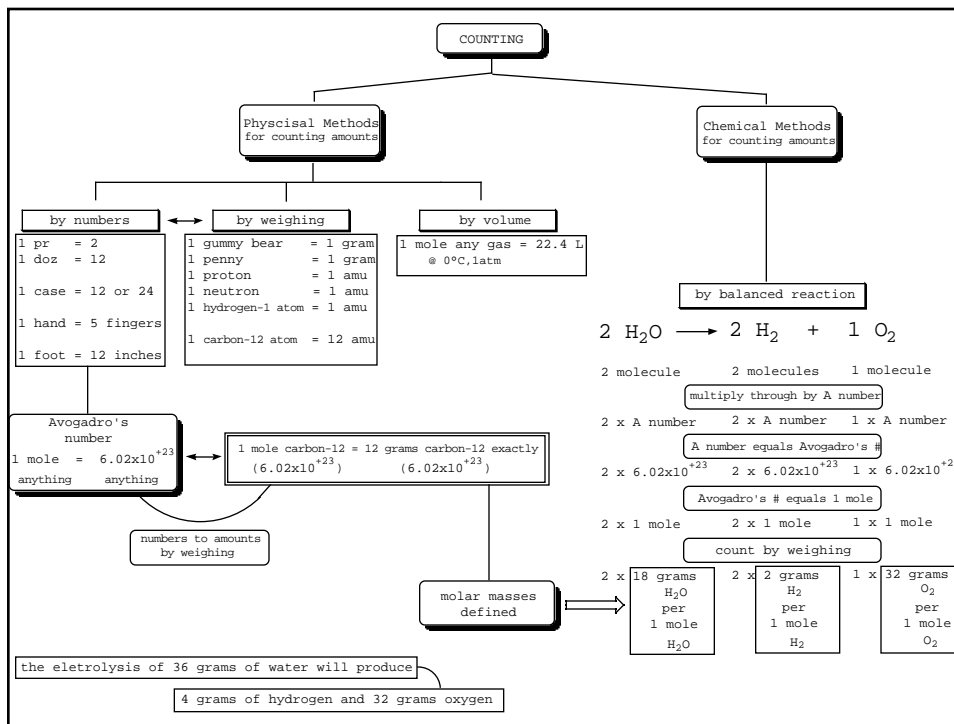 COUNTING
Physcisal Methods
for counting amounts
Chemical Methods
for counting amounts
by numbers
by weighing
by volume
1 pr = 2
1 doz = 12
1 case = 12 or 24
1 hand = 5 fingers
1 foot = 12 inches
1 gummy bear = 1 gram
1 penny = 1 gram
1 proton = 1 amu
1 neutron = 1 amu
1 hydrogen-1 atom = 1 amu
1 carbon-12 atom = 12 amu
1 mole any gas = 22.4 L
@ 0°C,1atm
by balanced reaction
2 H₂O ⟶ 2 H₂ + 1 O₂
2 molecule 2 molecules 1 molecule
multiply through by A number
2 x A number 2 x A number 1 x A number
A number equals Avogadro's #
2 x 6.02x10⁺²³ 2 x 6.02x10⁺²³ 1 x 6.02x10⁺²
Avogadro's # equals 1 mole
2 x 1 mole 2 x 1 mole 1 x 1 mole
count by weighing
2 x 18 grams 2 x 2 grams 1 x 32 grams
H₂O H₂ O₂
per per per
1 mole 1 mole 1 mole
H₂O H₂ O₂
Avogadro's
number
1 mole = 6.02x10⁺²³
anything anything
1 mole carbon-12 = 12 grams carbon-12 exactly
(6.02x10⁺²³) (6.02x10⁺²³)
numbers to amounts
by weighing
molar masses
defined
the eletrolysis of 36 grams of water will produce
4 grams of hydrogen and 32 grams oxygen